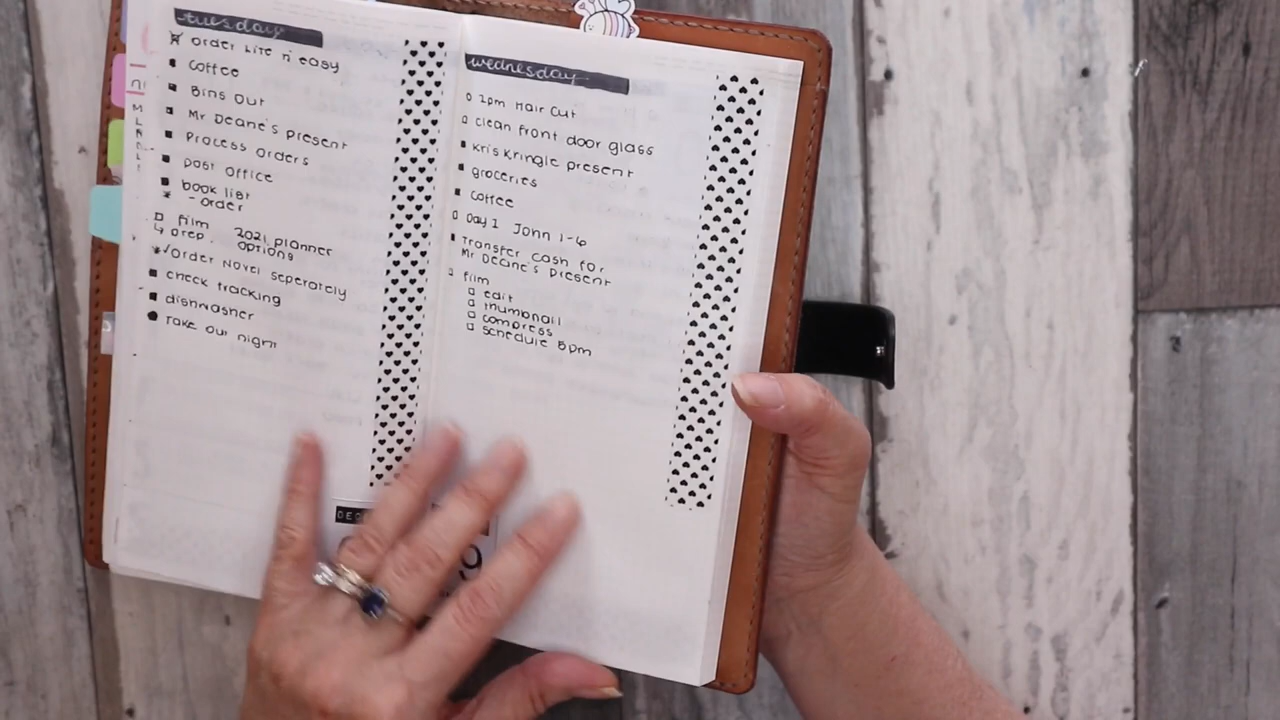 tuesday
order Lite n' easy
Coffee
Bins Out
Mr Deane's present
Process Orders
Post Office
book list
- order
Film 2021 planner
prep. options
Order Novel Seperately
check tracking
dishwasher
Take out night
wednesday
2pm Hair Cut
clean front door glass
Kris Kringle present
groceries
Coffee
Day 1 John 1-6
Transfer cash for
Mr Deane's Present
Film
edit
thumbnail
compress
schedule 8pm
9